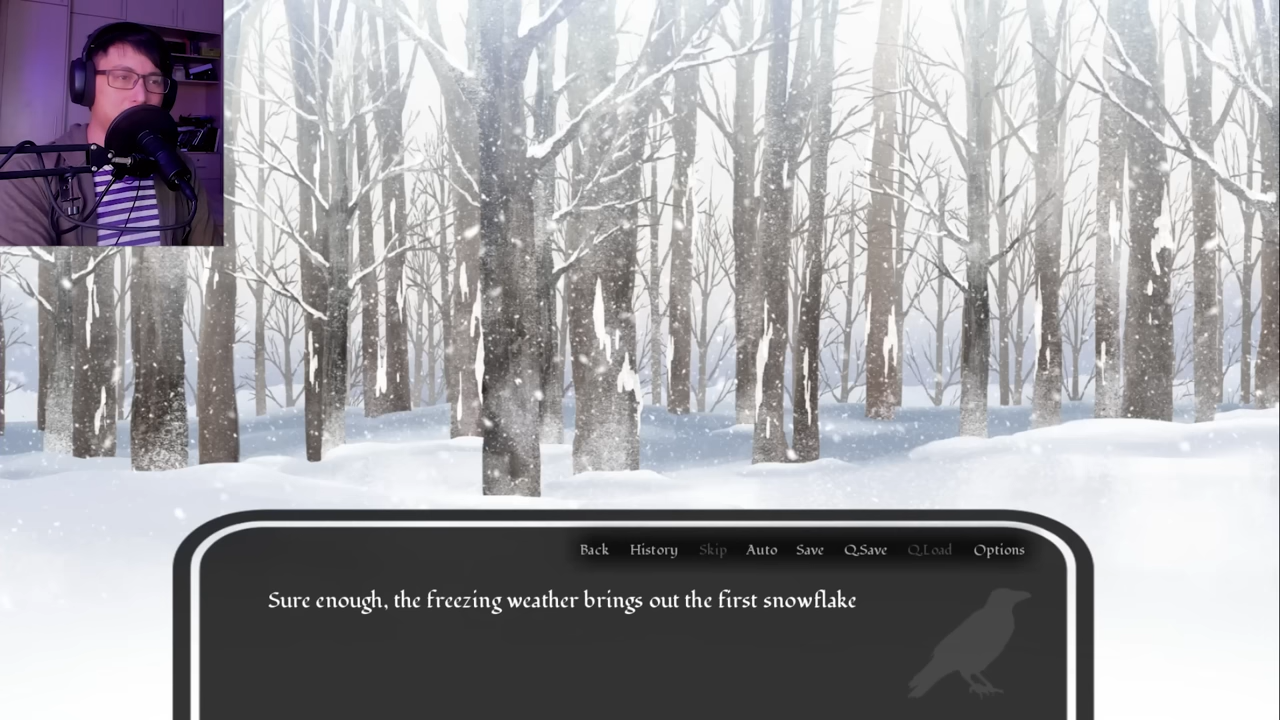 Back History Skip Auto Save Q.Save Q.Load Options
Sure enough, the freezing weather brings out the first snowflake